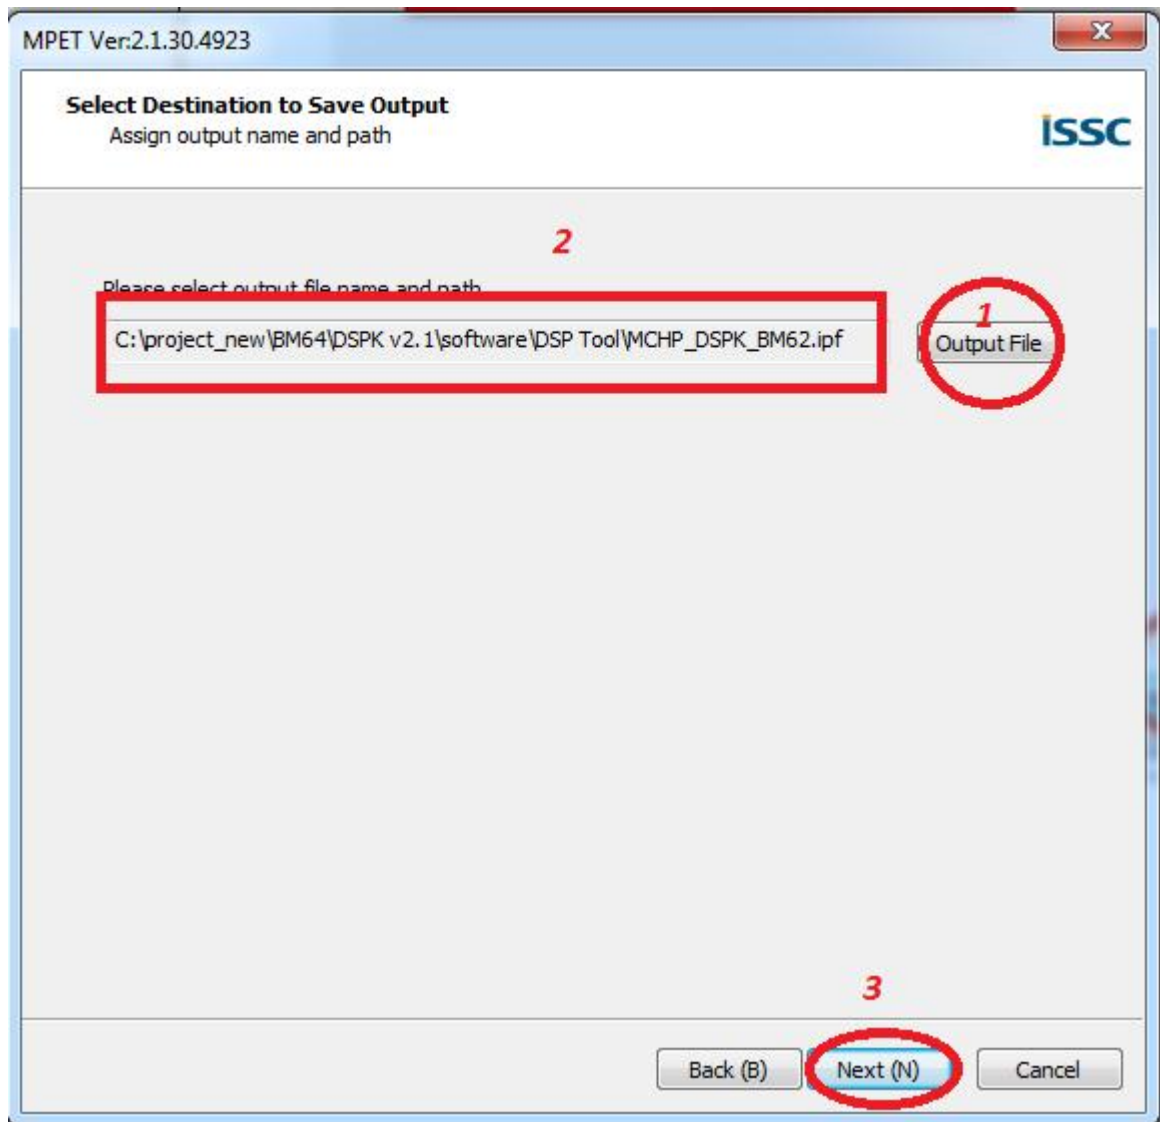 MPET Ver:2.1.30.4923
Select Destination to Save Output
Assign output name and path
ISSC
2
Please select output file name and path
1
C:\project_new\BM64\DSPK v2.1\software\DSP Tool\MCHP_DSPK_BM62.ipf
Output File
3
Back (B)
Next (N)
Cancel